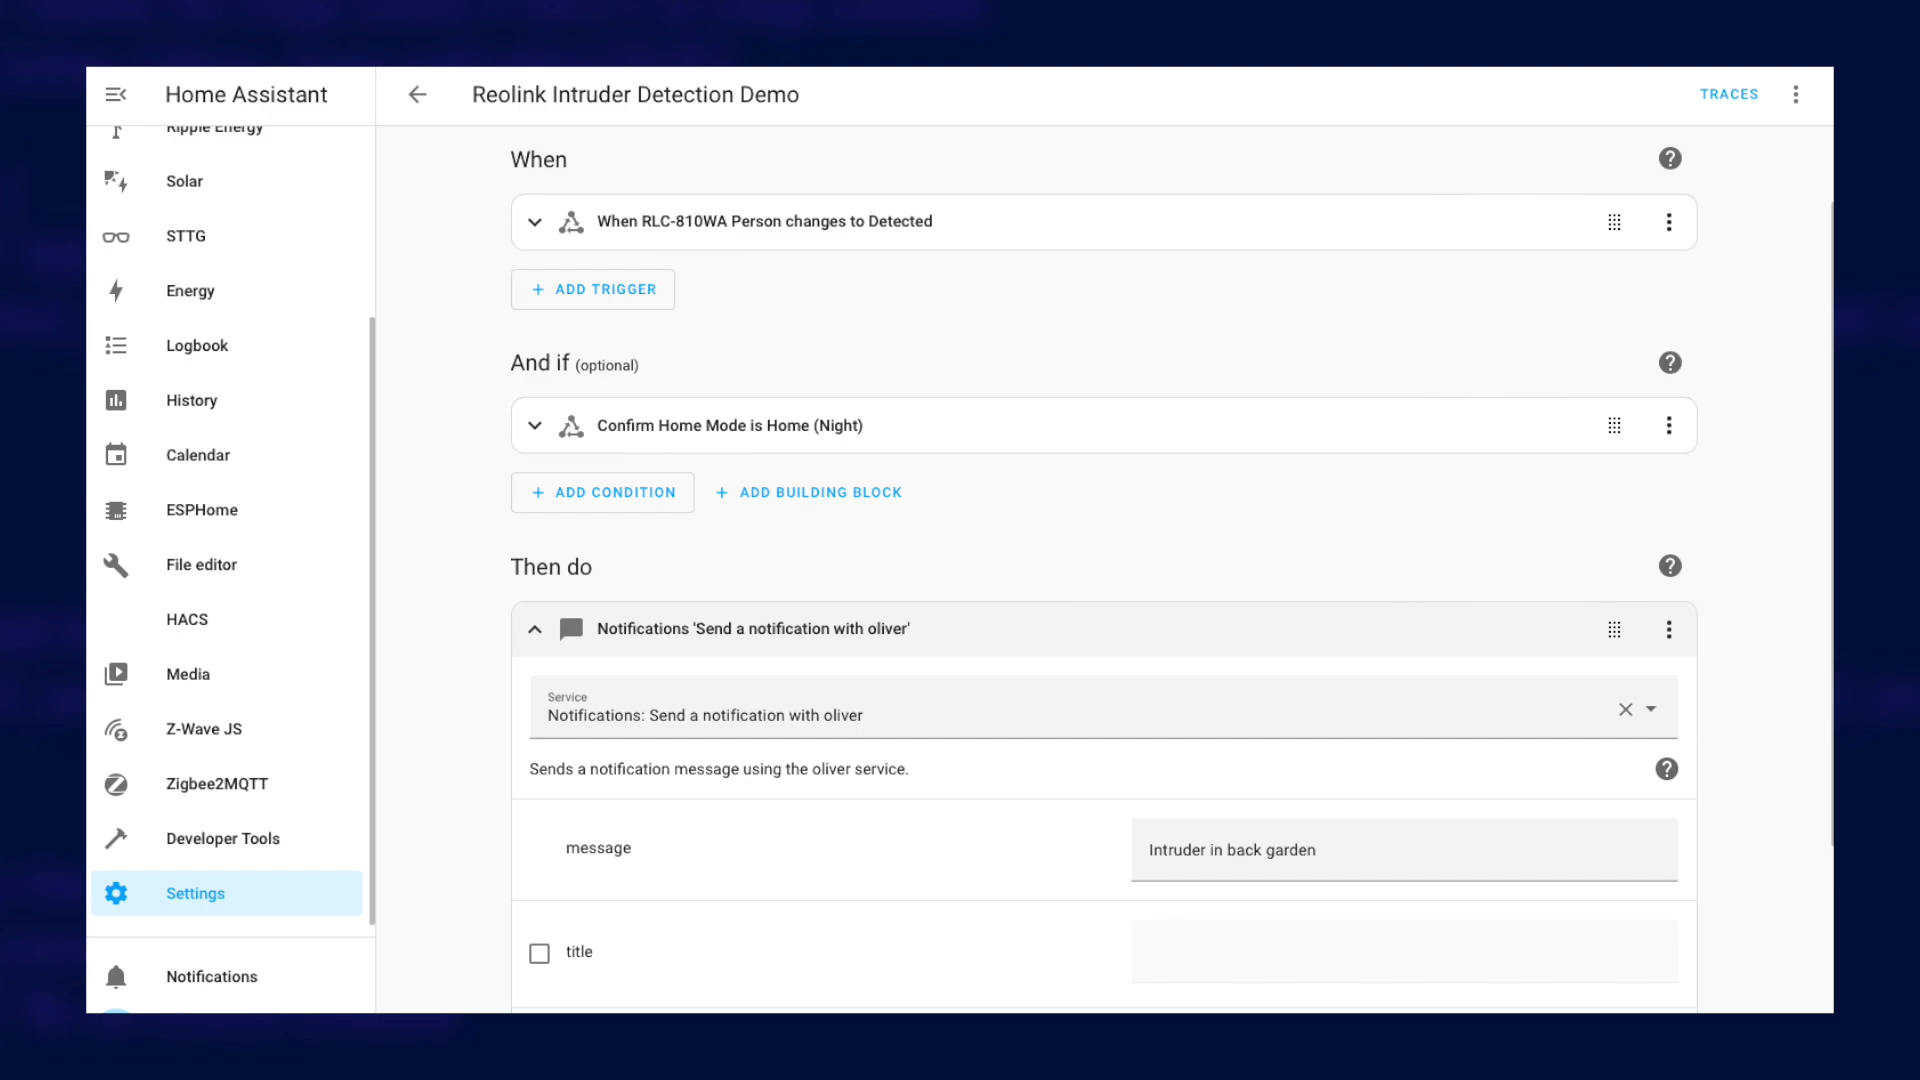 Home Assistant
Reolink Intruder Detection Demo
TRACES
Ripple Energy
Solar
STTG
Energy
Logbook
History
Calendar
ESPHome
File editor
HACS
Media
Z-Wave JS
Zigbee2MQTT
Developer Tools
Settings
Notifications
When
When RLC-810WA Person changes to Detected
+ ADD TRIGGER
And if (optional)
Confirm Home Mode is Home (Night)
+ ADD CONDITION
+ ADD BUILDING BLOCK
Then do
Notifications 'Send a notification with oliver'
Service
Notifications: Send a notification with oliver
Sends a notification message using the oliver service.
message
Intruder in back garden
title